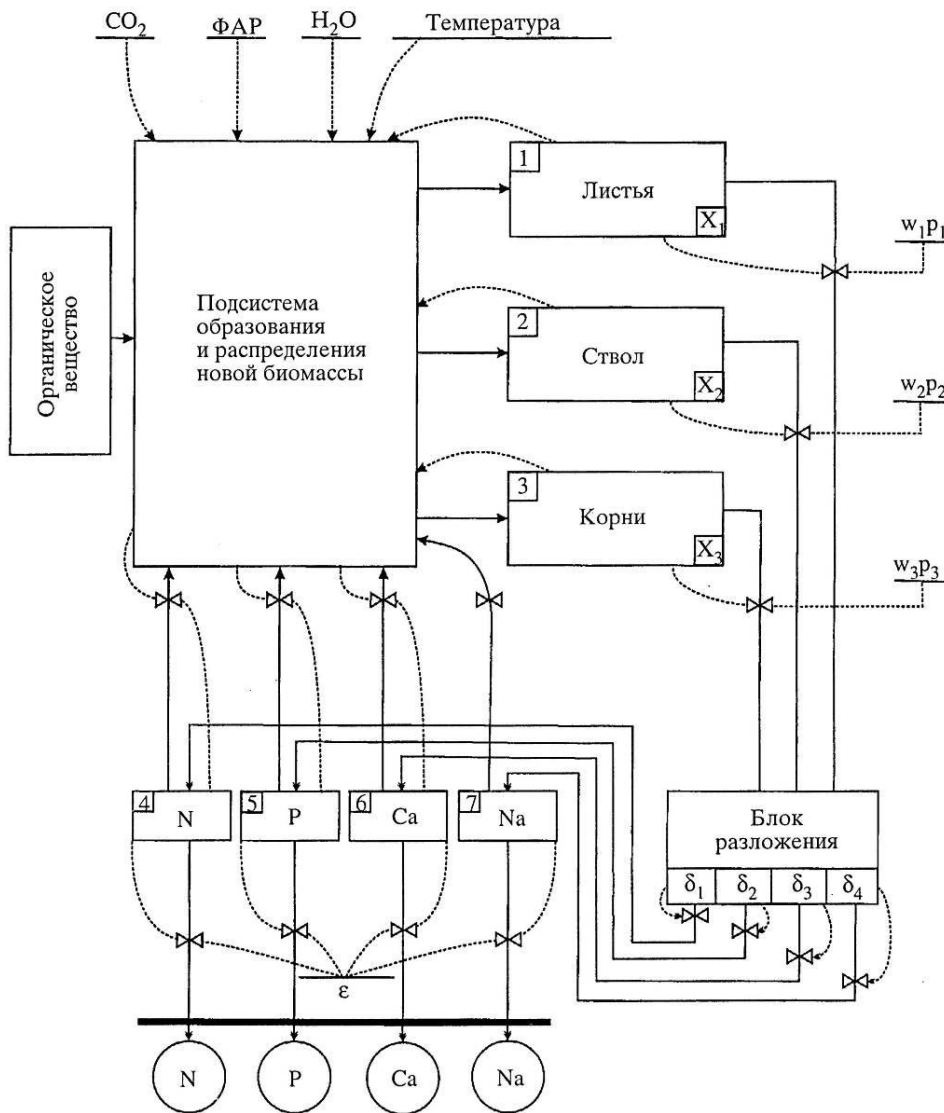 CO₂
ФАР
H₂O
Температура
1
Листья
X₁
w₁p₁
Органическое
вещество
Подсистема
образования
и распределения
новой биомассы
2
Ствол
X₂
w₂p₂
3
Корни
X₃
w₃p₃
4
N
5
P
6
Ca
7
Na
Блок
разложения
δ₁
δ₂
δ₃
δ₄
ε
N
P
Ca
Na